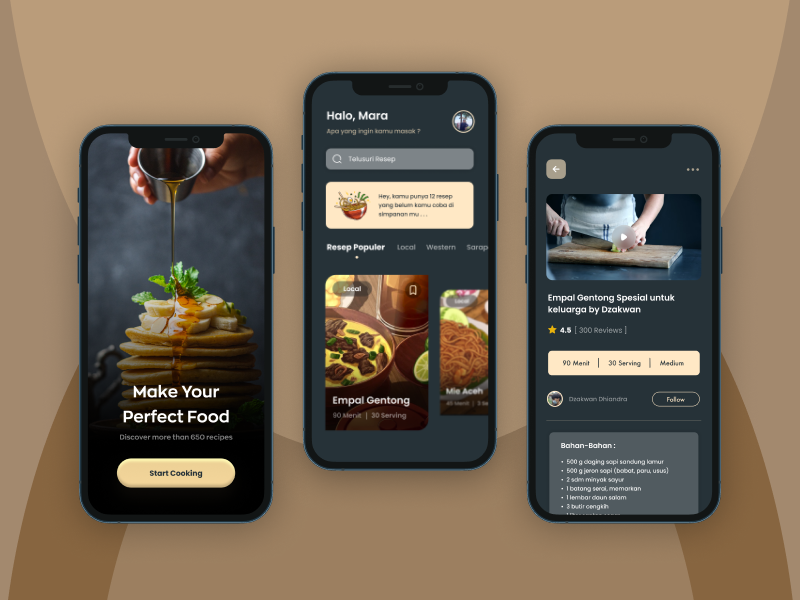 Make Your
Perfect Food
Discover more than 650 recipes
Start Cooking
Halo, Mara
Apa yang ingin kamu masak ?
Telusuri Resep
Hey, kamu punya 12 resep
yang belum kamu coba di
simpanan mu ...
Resep Populer Local Western Sarap
Local
Empal Gentong
90 Menit | 30 Serving
Local
Mie Aceh
Empal Gentong Spesial untuk
keluarga by Dzakwan
4.5 [ 300 Reviews ]
90 Menit | 30 Serving | Medium
Dzakwan Dhiandra Follow
Bahan-Bahan :
• 500 g daging sapi sandung lamur
• 500 g jeroan sapi (babat, paru, usus)
• 2 sdm minyak sayur
• 1 batang serai, memarkan
• 1 lembar daun salam
• 3 butir cengkih